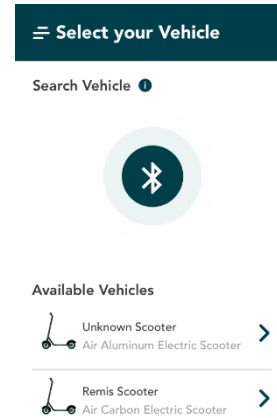 Select your Vehicle
Search Vehicle
Available Vehicles
Unknown Scooter
Air Aluminum Electric Scooter
Remis Scooter
Air Carbon Electric Scooter